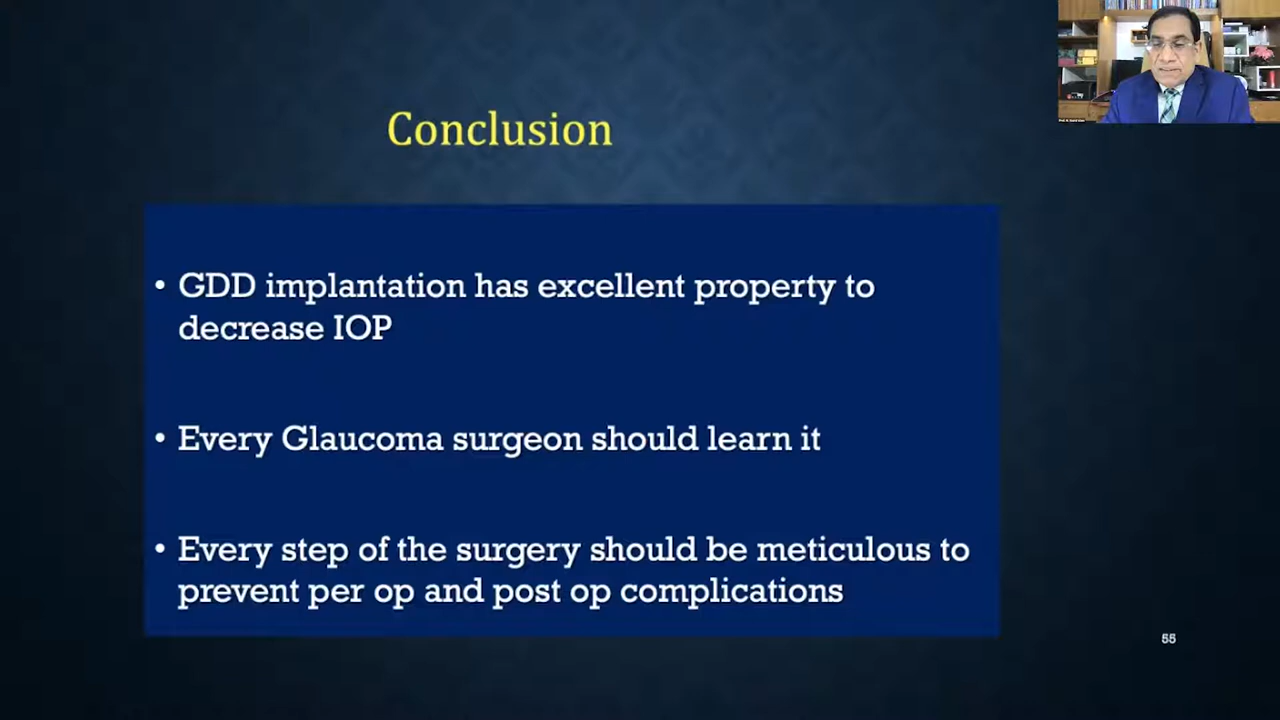 Conclusion
• GDD implantation has excellent property to
decrease IOP
• Every Glaucoma surgeon should learn it
• Every step of the surgery should be meticulous to
prevent per op and post op complications
55